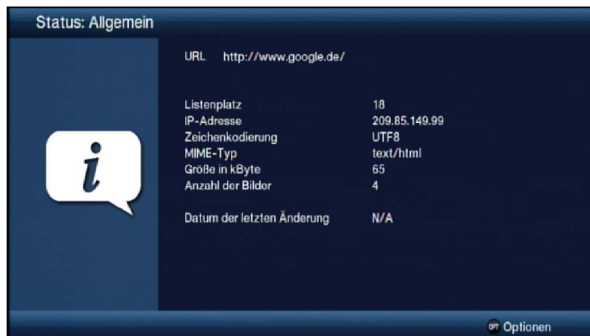 Status: Allgemein
URL http://www.google.de/
Listenplatz 18
IP-Adresse 209.85.149.99
Zeichenkodierung UTF8
MIME-Typ text/html
Größe in kByte 65
Anzahl der Bilder 4
Datum der letzten Änderung N/A
OPT Optionen